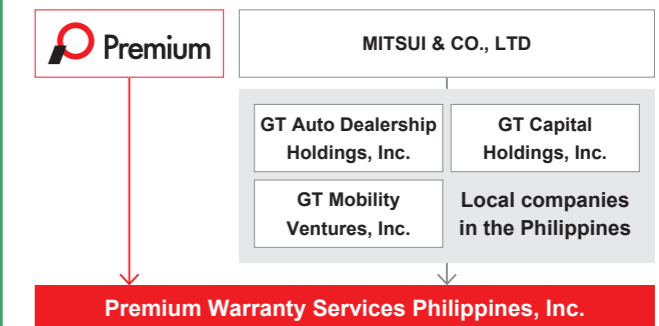 Premium
MITSUI & CO., LTD
GT Auto Dealership
Holdings, Inc.
GT Capital
Holdings, Inc.
GT Mobility
Ventures, Inc.
Local companies
in the Philippines
Premium Warranty Services Philippines, Inc.